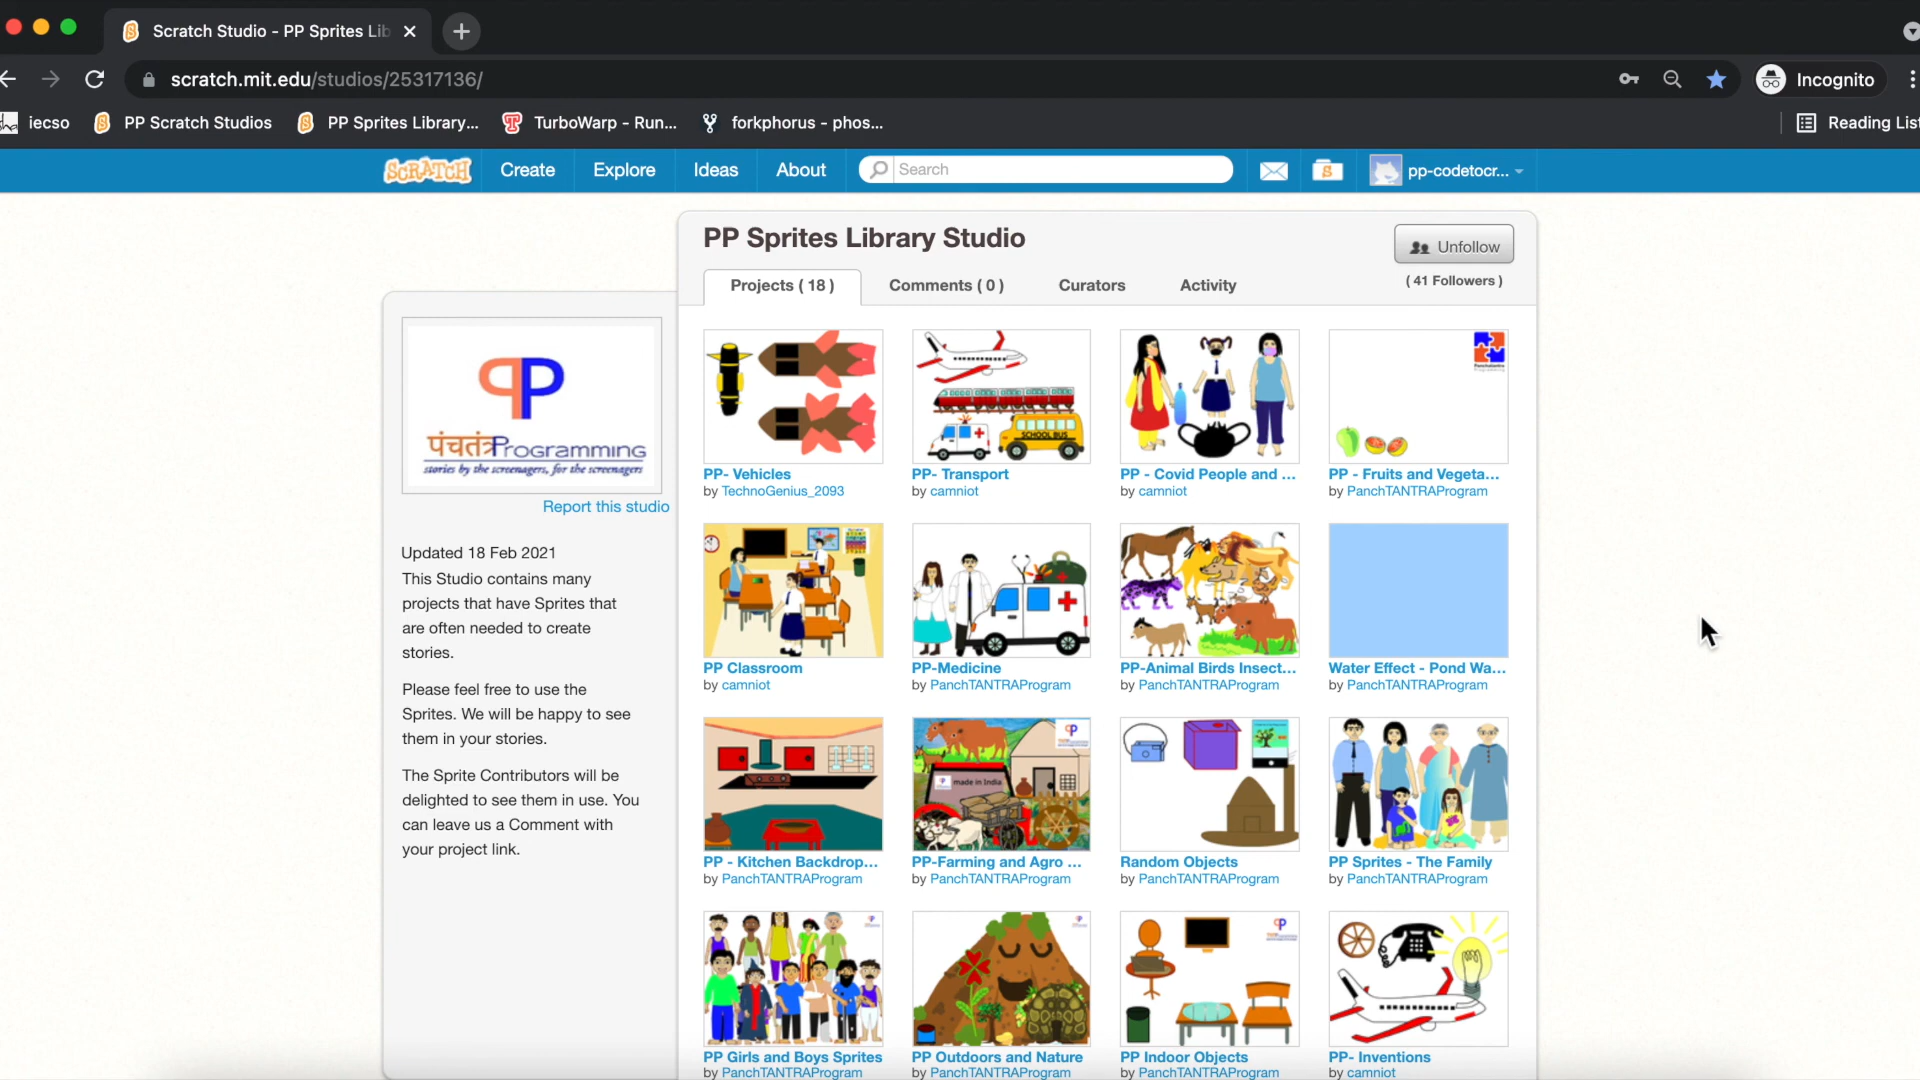 Scratch Studio - PP Sprites Lib
scratch.mit.edu/studios/25317136/
Incognito
iecso
PP Scratch Studios
PP Sprites Library...
TurboWarp - Run...
forkphorus - phos...
Reading List
SCRATCH
Create
Explore
Ideas
About
Search
pp-codetocr...
PP Sprites Library Studio
Unfollow
Projects ( 18 )
Comments ( 0 )
Curators
Activity
( 41 Followers )
पंचतंत्र Programming
stories by the screenagers, for the screenagers
Report this studio
Updated 18 Feb 2021
This Studio contains many
projects that have Sprites that
are often needed to create
stories.
Please feel free to use the
Sprites. We will be happy to see
them in your stories.
The Sprite Contributors will be
delighted to see them in use. You
can leave us a Comment with
your project link.
SCHOOL BUS
PP- Vehicles
by TechnoGenius_2093
PP- Transport
by camniot
PP - Covid People and ...
by camniot
PP - Fruits and Vegeta...
by PanchTANTRAProgram
PP Classroom
by camniot
PP-Medicine
by PanchTANTRAProgram
PP-Animal Birds Insect...
by PanchTANTRAProgram
Water Effect - Pond Wa...
by PanchTANTRAProgram
made in India
PP - Kitchen Backdrop...
by PanchTANTRAProgram
PP-Farming and Agro ...
by PanchTANTRAProgram
Random Objects
by PanchTANTRAProgram
PP Sprites - The Family
by PanchTANTRAProgram
PP Girls and Boys Sprites
by PanchTANTRAProgram
PP Outdoors and Nature
by PanchTANTRAProgram
PP Indoor Objects
by PanchTANTRAProgram
PP- Inventions
by camniot